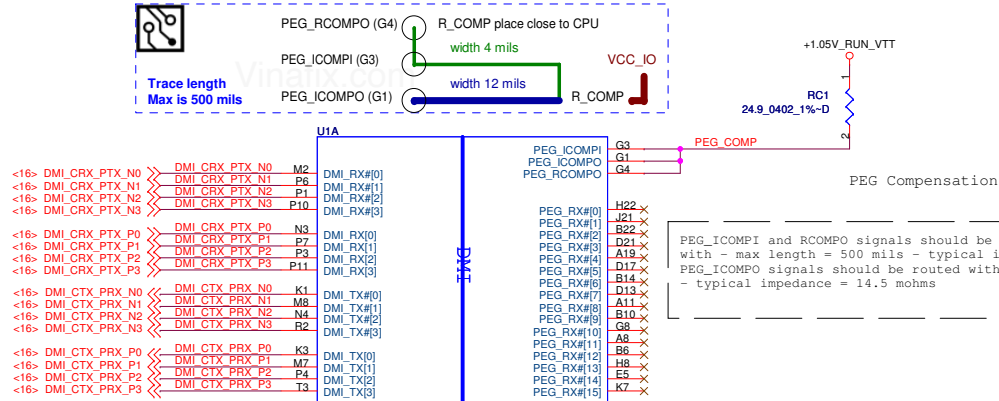 PEG_RCOMPO (G4) R_COMP place close to CPU
width 4 mils
PEG_ICOMPI (G3) VCC_IO
Vinafix.com
Trace length width 12 mils
Max is 500 mils PEG_ICOMPO (G1) R_COMP
+1.05V_RUN_VTT
1
RC1
24.9_0402_1%~D
2
U1A
PEG_ICOMPI G3 PEG_COMP
PEG_ICOMPO G1
PEG_RCOMPO G4
PEG Compensation
<16> DMI_CRX_PTX_N0 DMI_CRX_PTX_N0 M2 DMI_RX#[0]
<16> DMI_CRX_PTX_N1 DMI_CRX_PTX_N1 P6 DMI_RX#[1]
<16> DMI_CRX_PTX_N2 DMI_CRX_PTX_N2 P1 DMI_RX#[2]
<16> DMI_CRX_PTX_N3 DMI_CRX_PTX_N3 P10 DMI_RX#[3]
<16> DMI_CRX_PTX_P0 DMI_CRX_PTX_P0 N3 DMI_RX[0]
<16> DMI_CRX_PTX_P1 DMI_CRX_PTX_P1 P7 DMI_RX[1]
<16> DMI_CRX_PTX_P2 DMI_CRX_PTX_P2 P3 DMI_RX[2]
<16> DMI_CRX_PTX_P3 DMI_CRX_PTX_P3 P11 DMI_RX[3]
<16> DMI_CTX_PRX_N0 DMI_CTX_PRX_N0 K1 DMI_TX#[0]
<16> DMI_CTX_PRX_N1 DMI_CTX_PRX_N1 M8 DMI_TX#[1]
<16> DMI_CTX_PRX_N2 DMI_CTX_PRX_N2 N4 DMI_TX#[2]
<16> DMI_CTX_PRX_N3 DMI_CTX_PRX_N3 R2 DMI_TX#[3]
<16> DMI_CTX_PRX_P0 DMI_CTX_PRX_P0 K3 DMI_TX[0]
<16> DMI_CTX_PRX_P1 DMI_CTX_PRX_P1 M7 DMI_TX[1]
<16> DMI_CTX_PRX_P2 DMI_CTX_PRX_P2 P4 DMI_TX[2]
<16> DMI_CTX_PRX_P3 DMI_CTX_PRX_P3 T3 DMI_TX[3]
DMI
PEG_RX#[0] H22
PEG_RX#[1] J21
PEG_RX#[2] B22
PEG_RX#[3] D21
PEG_RX#[4] A19
PEG_RX#[5] D17
PEG_RX#[6] B14
PEG_RX#[7] D13
PEG_RX#[8] A11
PEG_RX#[9] B10
PEG_RX#[10] G8
PEG_RX#[11] A8
PEG_RX#[12] B6
PEG_RX#[13] H8
PEG_RX#[14] E5
PEG_RX#[15] K7
PEG_ICOMPI and RCOMPO signals should be
with - max length = 500 mils - typical i
PEG_ICOMPO signals should be routed with
- typical impedance = 14.5 mohms